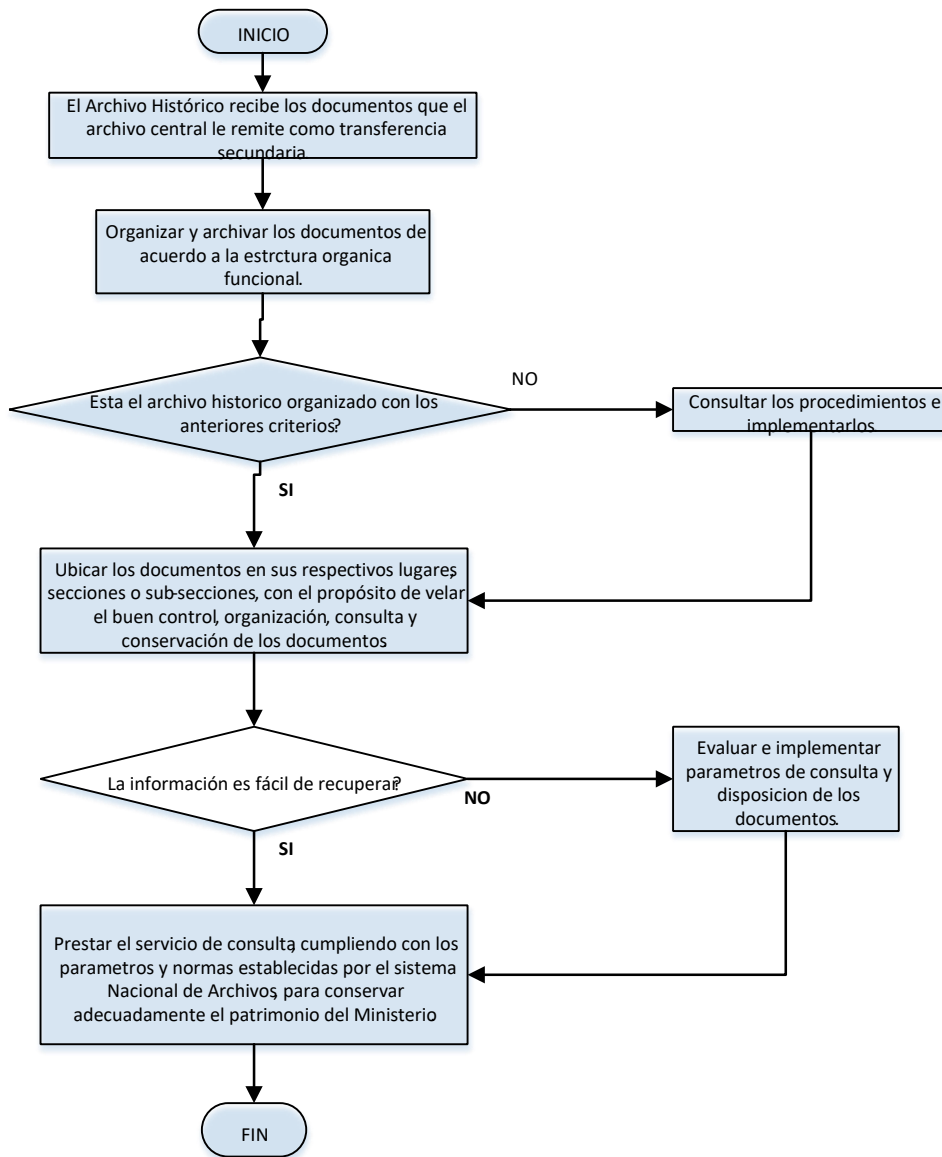 INICIO
El Archivo Histórico recibe los documentos que el
archivo central le remite como transferencia
secundaria
Organizar y archivar los documentos de
acuerdo a la estrctura organica
funcional.
Esta el archivo historico organizado con los
anteriores criterios?
NO
Consultar los procedimientos e
implementarlos
SI
Ubicar los documentos en sus respectivos lugares,
secciones o sub-secciones, con el propósito de velar
el buen control, organización, consulta y
conservación de los documentos
La información es fácil de recuperar?
NO
Evaluar e implementar
parametros de consulta y
disposicion de los
documentos.
SI
Prestar el servicio de consulta, cumpliendo con los
parametros y normas establecidas por el sistema
Nacional de Archivos, para conservar
adecuadamente el patrimonio del Ministerio
FIN